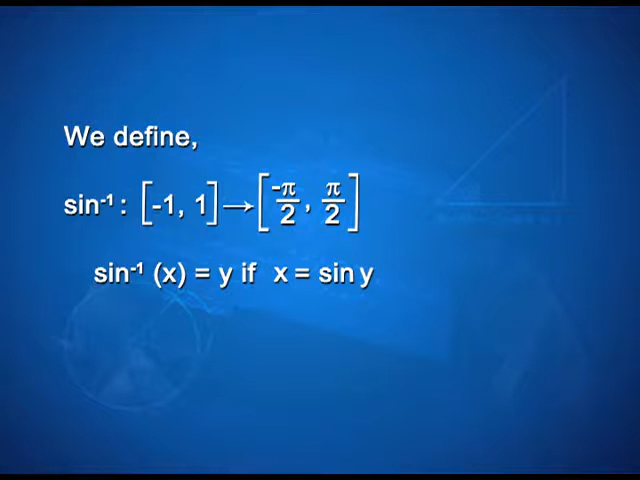 We define,
sin⁻¹ : [-1, 1]→[-π/2, π/2]
sin⁻¹ (x) = y if x = sin y